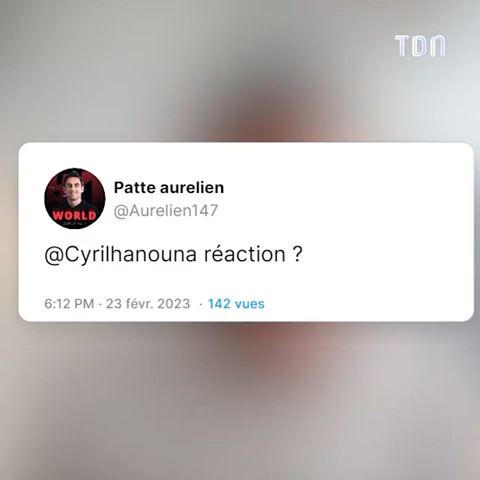 TDN
Patte aurelien
@Aurelien147
WORLD
@Cyrilhanouna réaction ?
6:12 PM · 23 févr. 2023 · 142 vues